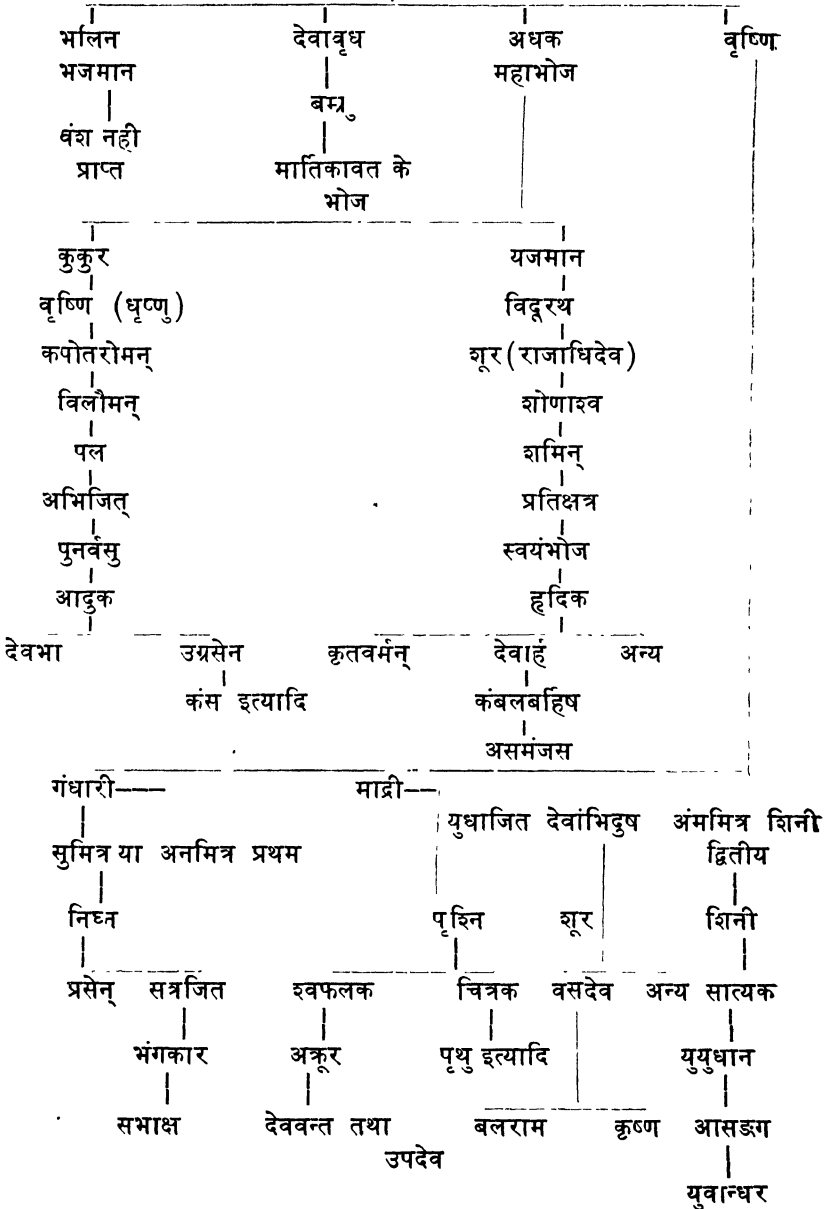 भलिन देवावृध अधक वृष्णि
भजमान महाभोज
बम्रु
वंश नही
प्राप्त मार्तिकावत के
भोज
कुकुर यजमान
वृष्णि (धृष्णु) विदूरथ
कपोतरोमन् शूर (राजाधिदेव)
विलौमन् शोणाश्व
पल शमिन्
अभिजित् प्रतिक्षत्र
पुनर्वसु स्वयंभोज
आदुक हृदिक
देवभा उग्रसेन कृतवर्मन् देवार्ह अन्य
कंस इत्यादि कंबलबर्हिष
असमंजस
गंधारी--- माद्री--
युधाजित देवांभिदुष अंममित्र शिनी
सुमित्र या अनमित्र प्रथम द्वितीय
निघ्त पृश्नि शूर शिनी
प्रसेन् सत्रजित श्वफलक चित्रक वसदेव अन्य सात्यक
भंगकार अक्रूर पृथु इत्यादि युयुधान
सभाक्ष देववन्त तथा बलराम कृष्ण आसङग
उपदेव
युवान्धर